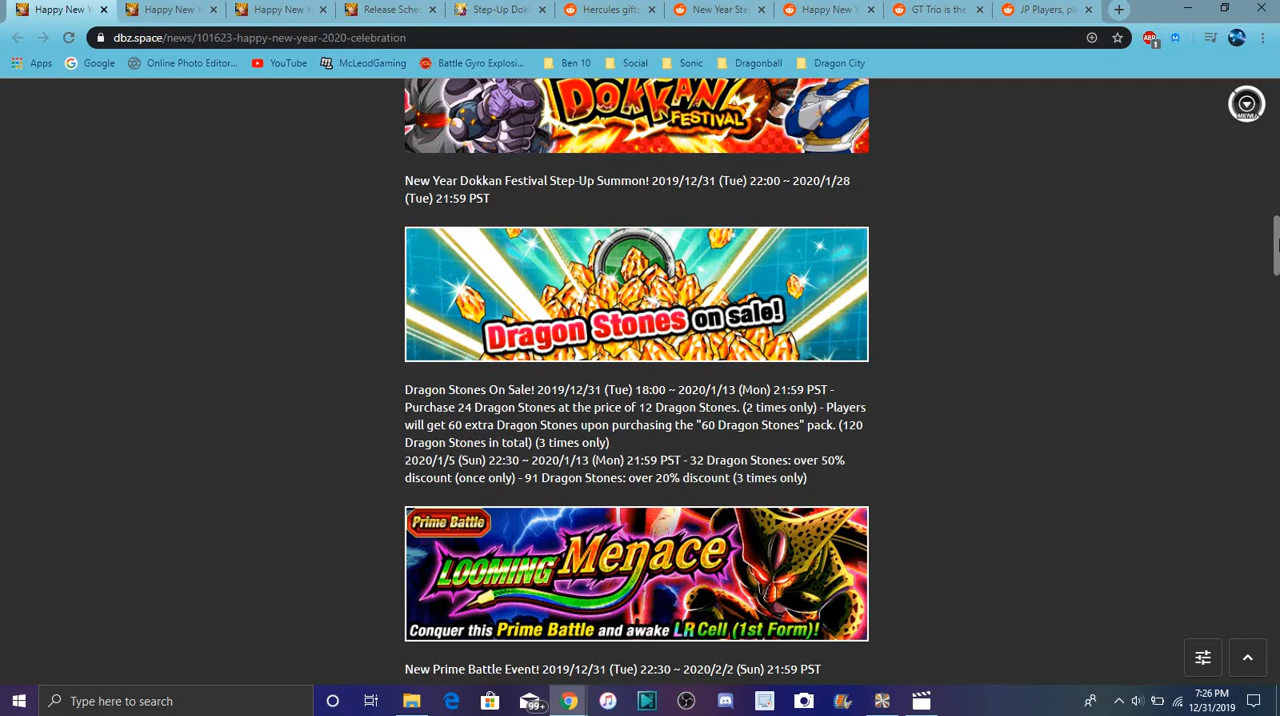 Happy New Y
Happy New Y
Happy New Y
Release Sche
Step-Up Dokk
Hercules gift
New Year Ste
Happy New Y
GT Trio is the
JP Players, pl
dbz.space/news/101623-happy-new-year-2020-celebration
ABP
1
Apps
Google
Online Photo Editor...
YouTube
McLeodGaming
Battle Gyro Explosi...
Ben 10
Social
Sonic
Dragonball
Dragon City
MENU
DOKKAN
FESTIVAL
New Year Dokkan Festival Step-Up Summon! 2019/12/31 (Tue) 22:00 ~ 2020/1/28
(Tue) 21:59 PST
Dragon Stones on sale!
Dragon Stones On Sale! 2019/12/31 (Tue) 18:00 ~ 2020/1/13 (Mon) 21:59 PST -
Purchase 24 Dragon Stones at the price of 12 Dragon Stones. (2 times only) - Players
will get 60 extra Dragon Stones upon purchasing the "60 Dragon Stones" pack. (120
Dragon Stones in total) (3 times only)
2020/1/5 (Sun) 22:30 ~ 2020/1/13 (Mon) 21:59 PST - 32 Dragon Stones: over 50%
discount (once only) - 91 Dragon Stones: over 20% discount (3 times only)
Prime Battle
LOOMING Menace
Conquer this Prime Battle and awake LR Cell (1st Form)!
New Prime Battle Event! 2019/12/31 (Tue) 22:30 ~ 2020/2/2 (Sun) 21:59 PST
Type here to search
99+
7:26 PM
12/31/2019